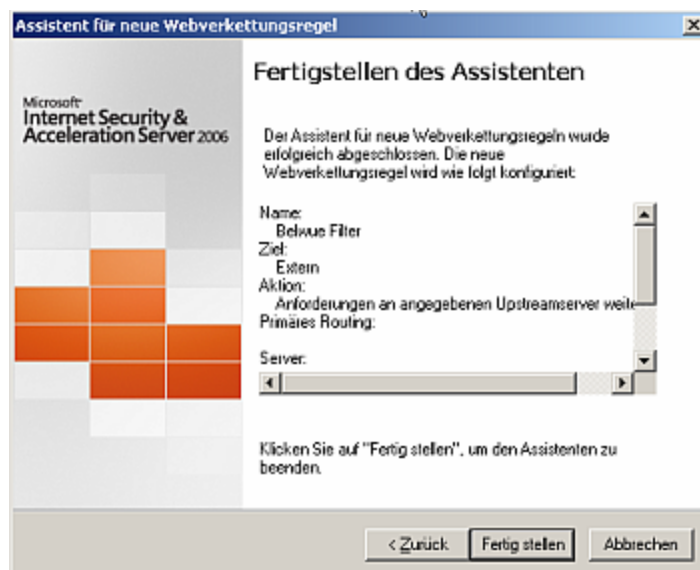 Assistent für neue Webverkettungsregel
Microsoft
Internet Security &
Acceleration Server 2006
Fertigstellen des Assistenten
Der Assistent für neue Webverkettungsregeln wurde
erfolgreich abgeschlossen. Die neue
Webverkettungsregel wird wie folgt konfiguriert:
Name:
Belwue Filter
Ziel:
Extern
Aktion:
Anforderungen an angegebenen Upstreamserver weite
Primäres Routing:
Server:
Klicken Sie auf "Fertig stellen", um den Assistenten zu
beenden.
< Zurück
Fertig stellen
Abbrechen